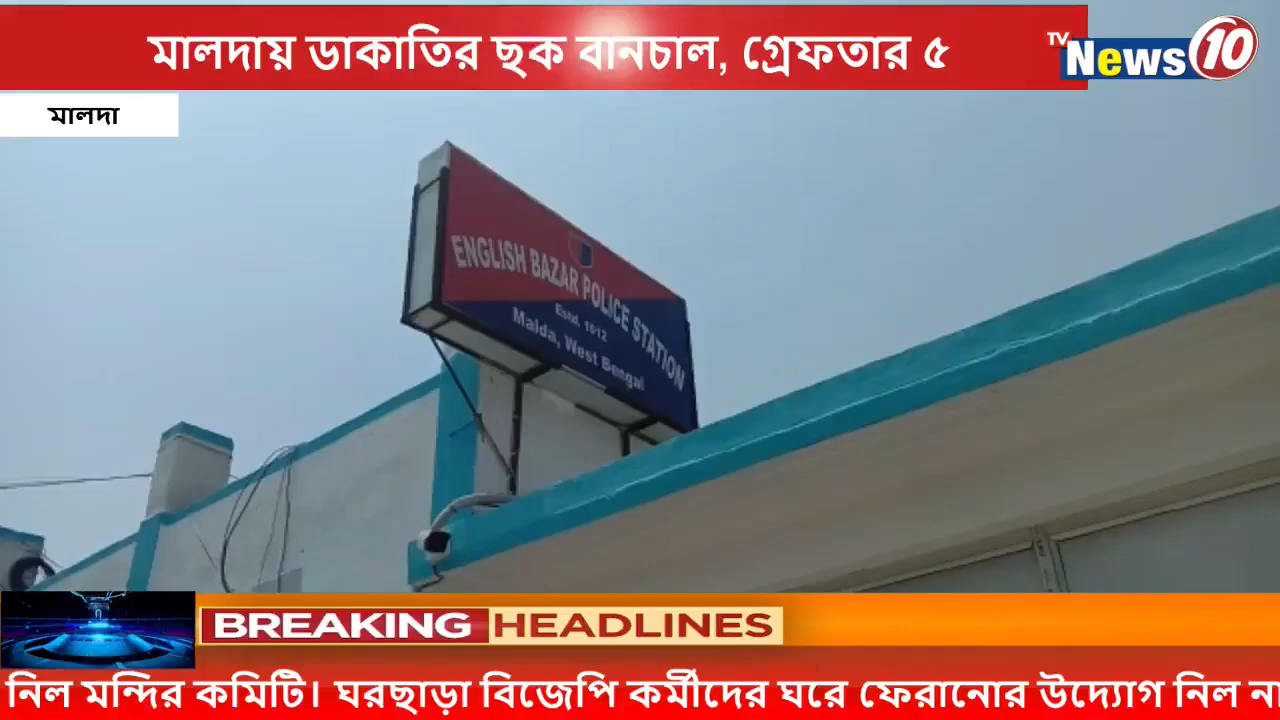 মালদায় ডাকাতির ছক বানচাল, গ্রেফতার ৫
TV News 10
মালদা
ENGLISH BAZAR POLICE STATION
Estd. 1912
Malda, West Bengal
BREAKING HEADLINES
নিল মন্দির কমিটি। ঘরছাড়া বিজেপি কর্মীদের ঘরে ফেরানোর উদ্যোগ নিল